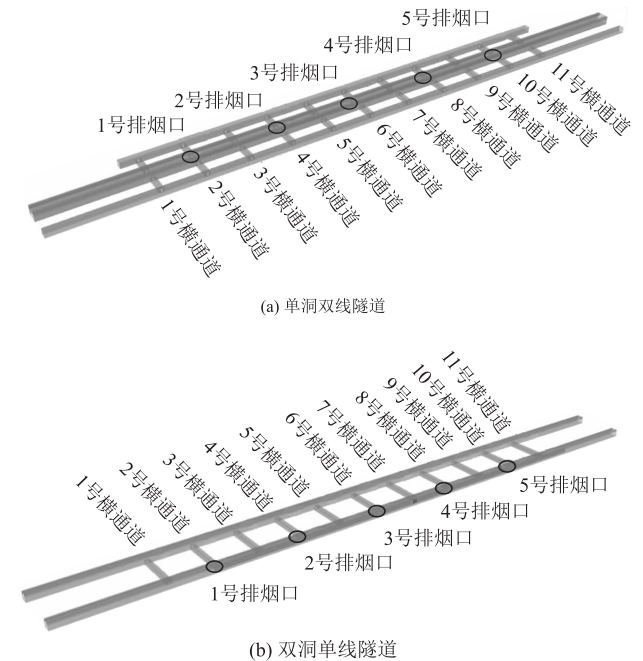 5号排烟口
4号排烟口
3号排烟口
2号排烟口
1号排烟口
1号横通道
2号横通道
3号横通道
4号横通道
5号横通道
6号横通道
7号横通道
8号横通道
9号横通道
10号横通道
11号横通道
(a) 单洞双线隧道
1号横通道
2号横通道
3号横通道
4号横通道
5号横通道
6号横通道
7号横通道
8号横通道
9号横通道
10号横通道
11号横通道
5号排烟口
4号排烟口
3号排烟口
2号排烟口
1号排烟口
(b) 双洞单线隧道